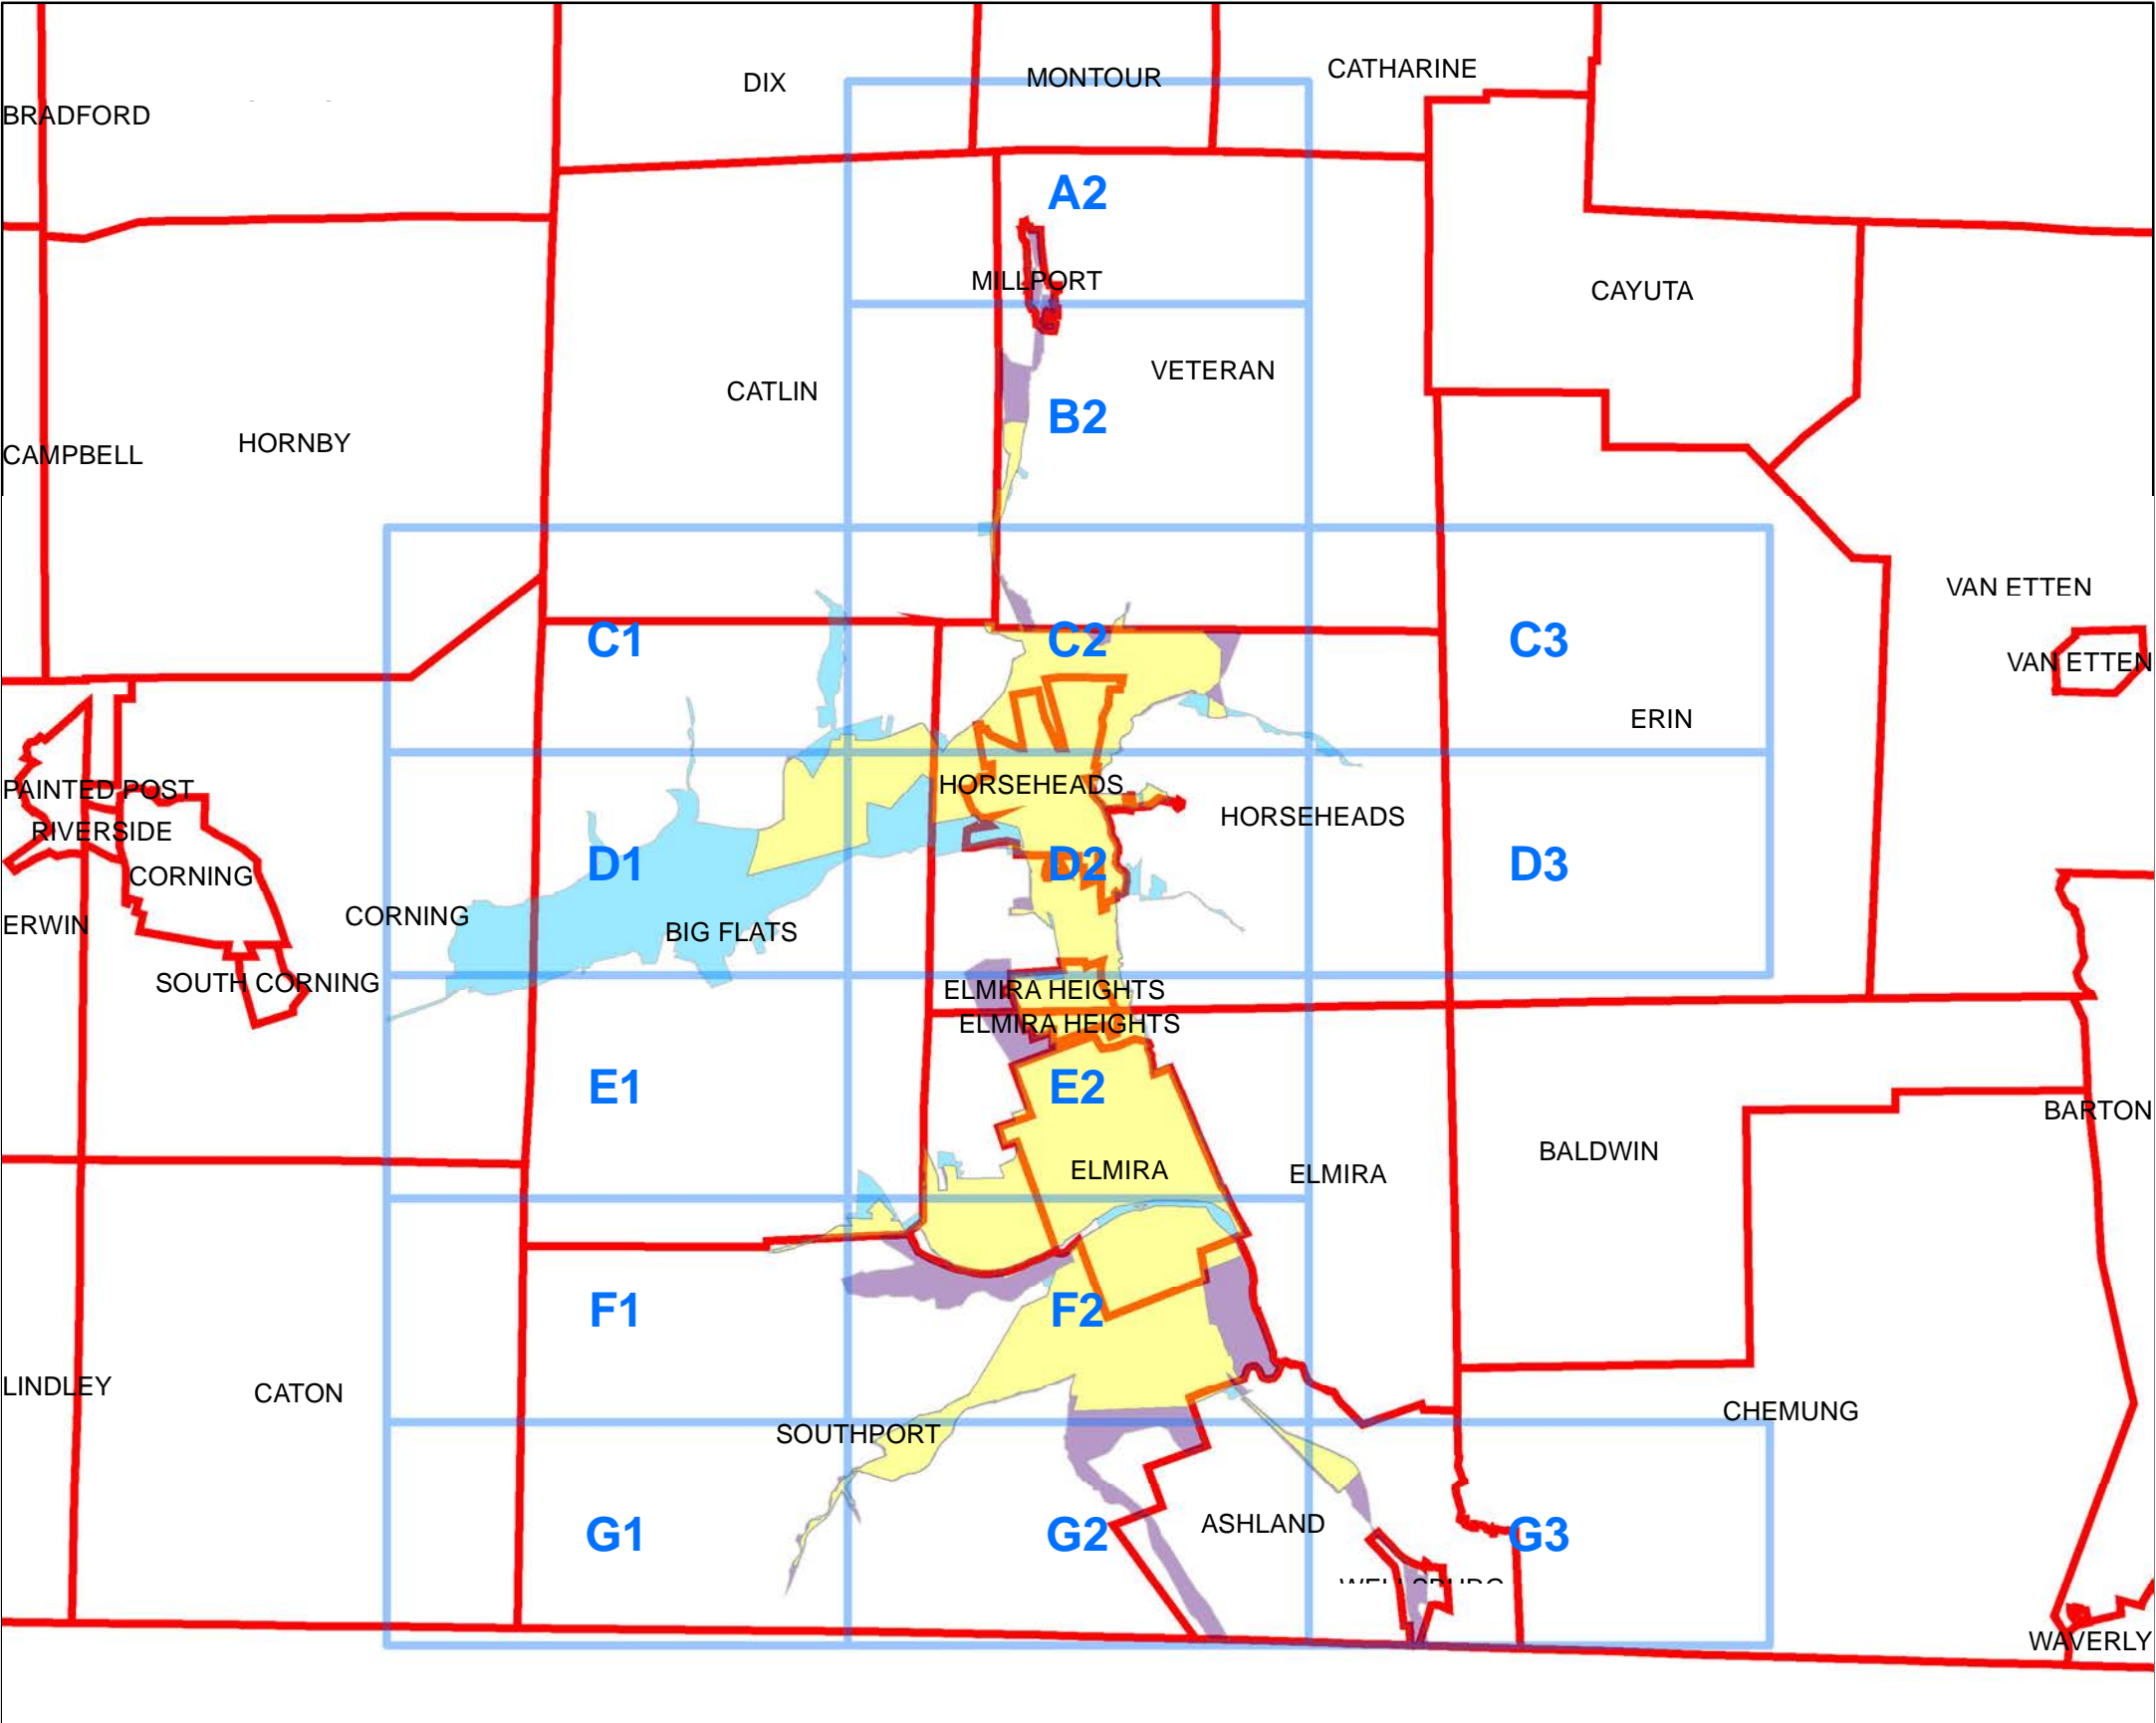 CATHARINE
MONTOUR
DIX
BRADFORD
A2
MILLPORT
CAYUTA
VETERAN
CATLIN
B2
HORNBY
CAMPBELL
VAN ETTEN
C1
C2
C3
VAN ETTEN
ERIN
HORSEHEADS
PAINTED POST
HORSEHEADS
RIVERSIDE
D1
D2
D3
CORNING
CORNING
ERWIN
BIG FLATS
SOUTH CORNING
ELMIRA HEIGHTS
ELMIRA HEIGHTS
E1
E2
BARTON
BALDWIN
ELMIRA
ELMIRA
F1
F2
LINDLEY
CATON
CHEMUNG
SOUTHPORT
ASHLAND
G1
G2
G3
WAVERLY